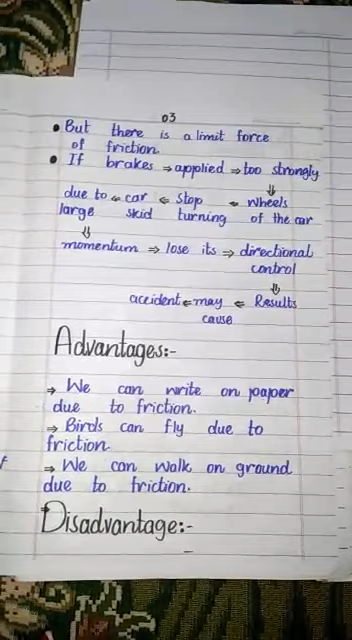 03
• But there is a limit force
of friction.
• If brakes ⇒ applied ⇒ too strongly
⇓
due to ⇐ car ⇐ stop ⇐ wheels
large skid turning of the car
⇓
momentum ⇒ lose its ⇒ directional
control
⇓
accident ⇐ may ⇐ Results
cause
Advantages:-
→ We can write on paper
due to friction.
→ Birds can fly due to
friction.
→ We can walk on ground
due to friction.
Disadvantage:-